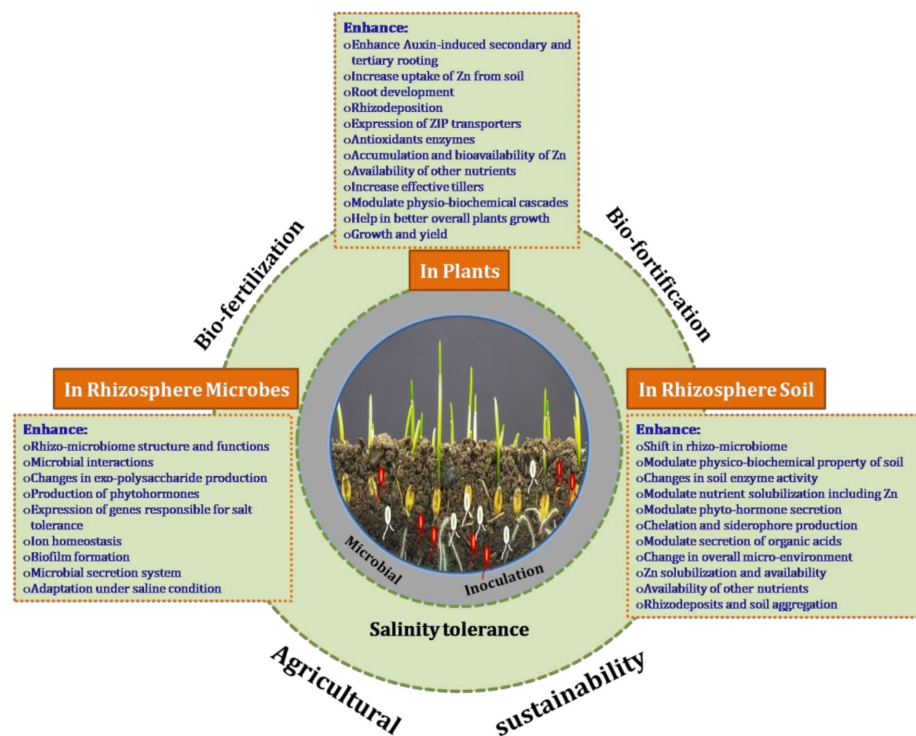 Enhance:
oEnhance Auxin-induced secondary and
tertiary rooting
oIncrease uptake of Zn from soil
oRoot development
oRhizodeposition
oExpression of ZIP transporters
oAntioxidants enzymes
oAccumulation and bioavailability of Zn
oAvailability of other nutrients
oIncrease effective tillers
oModulate physio-biochemical cascades
oHelp in better overall plants growth
oGrowth and yield
In Plants
Bio-fertilization
Bio-fortification
In Rhizosphere Microbes
Enhance:
oRhizo-microbiome structure and functions
oMicrobial interactions
oChanges in exo-polysaccharide production
oProduction of phytohormones
oExpression of genes responsible for salt
tolerance
oIon homeostasis
oBiofilm formation
oMicrobial secretion system
oAdaptation under saline condition
In Rhizosphere Soil
Enhance:
oShift in rhizo-microbiome
oModulate physico-biochemical property of soil
oChanges in soil enzyme activity
oModulate nutrient solubilization including Zn
oModulate phyto-hormone secretion
oChelation and siderophore production
oModulate secretion of organic acids
oChange in overall micro-environment
oZn solubilization and availability
oAvailability of other nutrients
oRhizodeposits and soil aggregation
Microbial Inoculation
Salinity tolerance
Agricultural sustainability